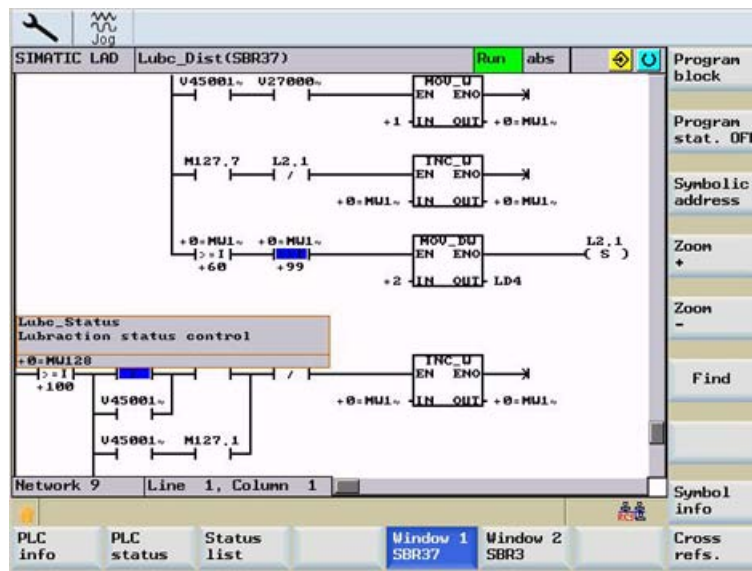 Jog
SIMATIC LAD Lubc_Dist(SBR37) Run abs
Program block
Program stat. OFF
Symbolic address
Zoom +
Zoom -
Find
Symbol info
Cross refs.
V45001~ V27000~ MOV_W
EN ENO
+1 IN OUT +0=MW1~
M127.7 L2.1 INC_W
/ EN ENO
+0=MW1~ IN OUT +0=MW1~
+0=MW1~ +0=MW1~ MOV_DW L2.1
>=I EN ENO ( S )
+60 +99
+2 IN OUT LD4
Lubc_Status
Lubraction status control
+0=MW128 INC_W
>=I / EN ENO
+100
V45001~ +0=MW1~ IN OUT +0=MW1~
V45001~ M127.1
Network 9 Line 1, Column 1
RCS
PLC info
PLC status
Status list
Window 1 SBR37
Window 2 SBR3